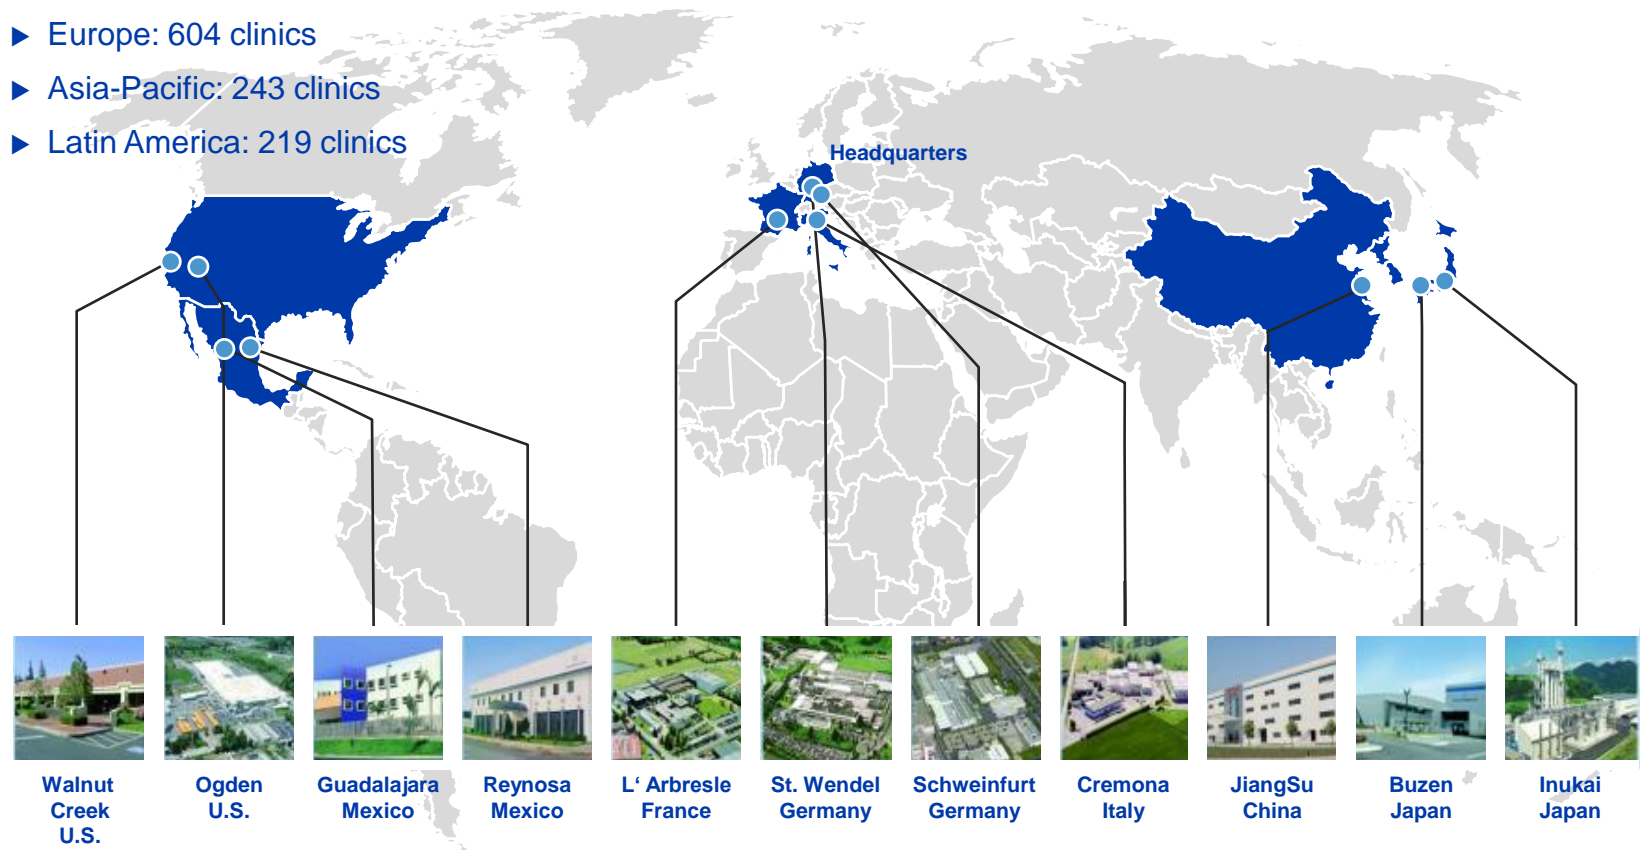 ► Europe: 604 clinics
► Asia-Pacific: 243 clinics
► Latin America: 219 clinics
Headquarters
Walnut
Creek
U.S.
Ogden
U.S.
Guadalajara
Mexico
Reynosa
Mexico
L‘ Arbresle
France
St. Wendel
Germany
Schweinfurt
Germany
Cremona
Italy
JiangSu
China
Buzen
Japan
Inukai
Japan